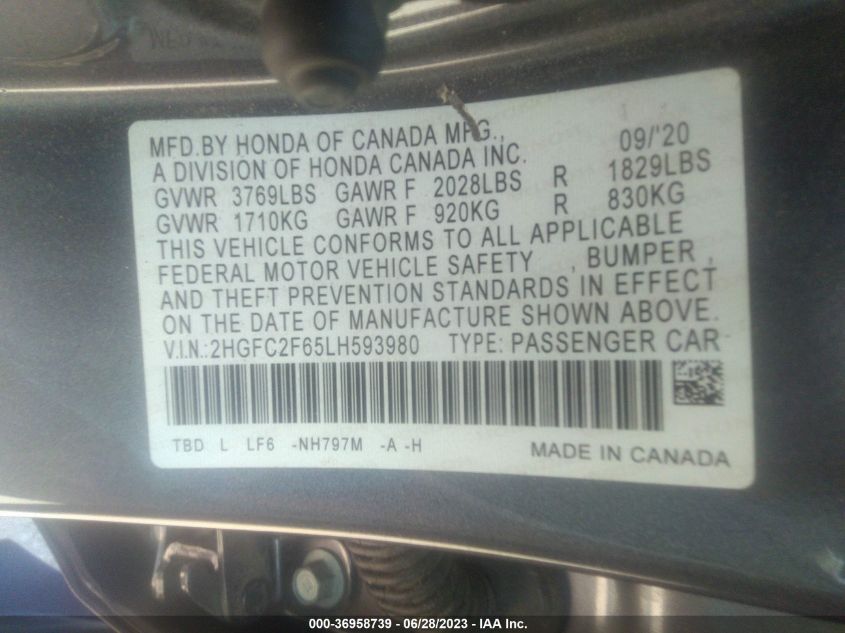 MFD.BY HONDA OF CANADA MFG., 09/'20
A DIVISION OF HONDA CANADA INC.
GVWR 3769LBS GAWR F 2028LBS R 1829LBS
GVWR 1710KG GAWR F 920KG R 830KG
THIS VEHICLE CONFORMS TO ALL APPLICABLE
FEDERAL MOTOR VEHICLE SAFETY , BUMPER ,
AND THEFT PREVENTION STANDARDS IN EFFECT
ON THE DATE OF MANUFACTURE SHOWN ABOVE.
V.I.N.:2HGFC2F65LH593980 TYPE: PASSENGER CAR
TBD L LF6 -NH797M -A -H MADE IN CANADA
000-36958739 - 06/28/2023 - IAA Inc.